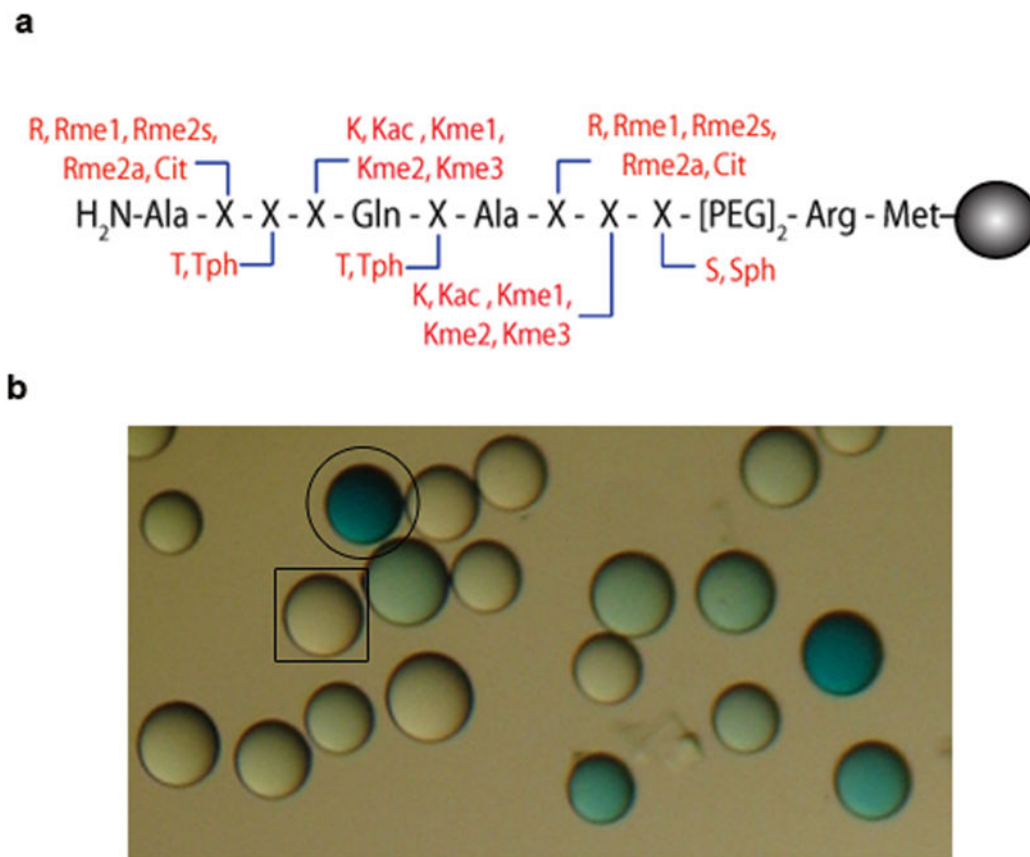 a
R, Rme1, Rme2s,
Rme2a, Cit
K, Kac , Kme1,
Kme2, Kme3
R, Rme1, Rme2s,
Rme2a, Cit
H2N-Ala - X - X - X - Gln - X - Ala - X - X - X - [PEG]2- Arg - Met
T, Tph
T, Tph
S, Sph
K, Kac , Kme1,
Kme2, Kme3
b